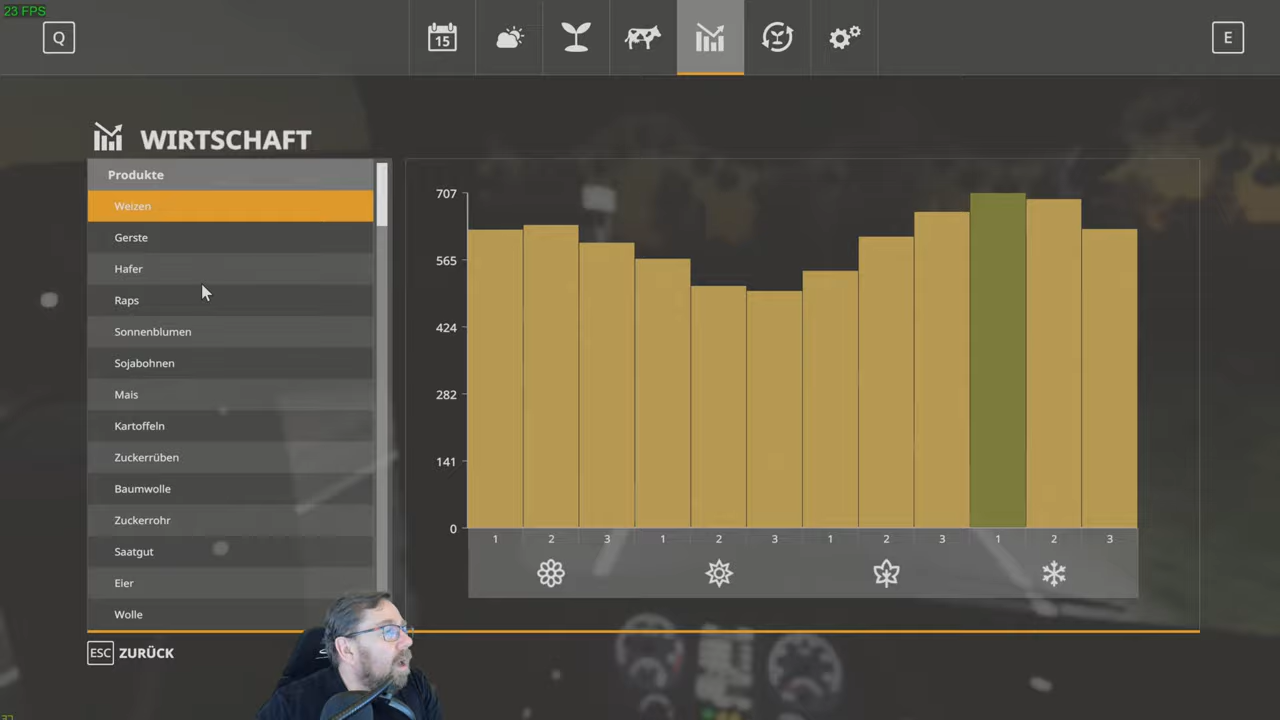 23 FPS
Q
15
E
WIRTSCHAFT
Produkte
Weizen
Gerste
Hafer
Raps
Sonnenblumen
Sojabohnen
Mais
Kartoffeln
Zuckerrüben
Baumwolle
Zuckerrohr
Saatgut
Eier
Wolle
707
565
424
282
141
0
1 2 3 1 2 3 1 2 3 1 2 3
ESC ZURÜCK